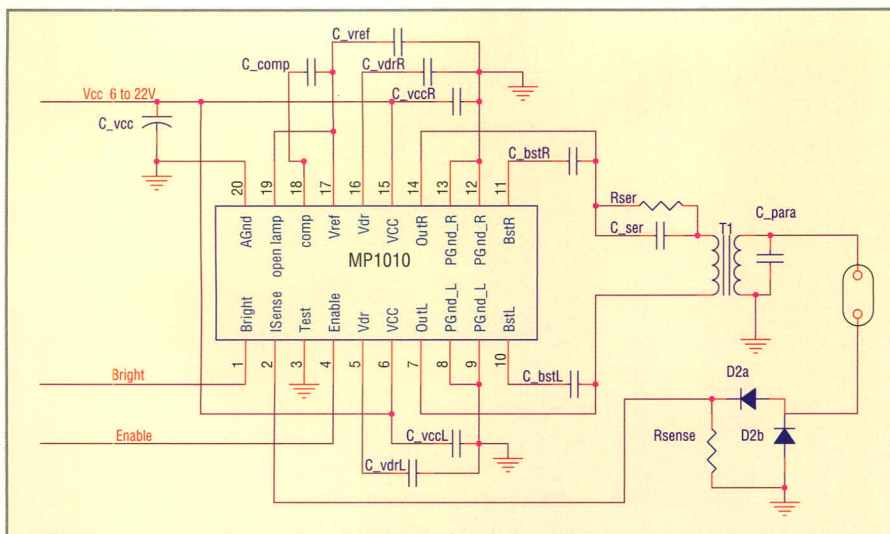 C_vref
C_comp
C_vdrR
Vcc 6 to 22V
C_vccR
C_vcc
C_bstR
20 19 18 17 16 15 14 13 12 11
Rser
C_ser
T1
C_para
AGnd
open lamp
comp
Vref
Vdr
VCC
OutR
PGnd_R
PGnd_R
BstR
MP1010
Bright
ISense
Test
Enable
Vdr
VCC
OutL
PGnd_L
PGnd_L
BstL
1 2 3 4 5 6 7 8 9 10
Bright
C_bstL
D2a
Enable
C_vccL
Rsense
D2b
C_vdrL